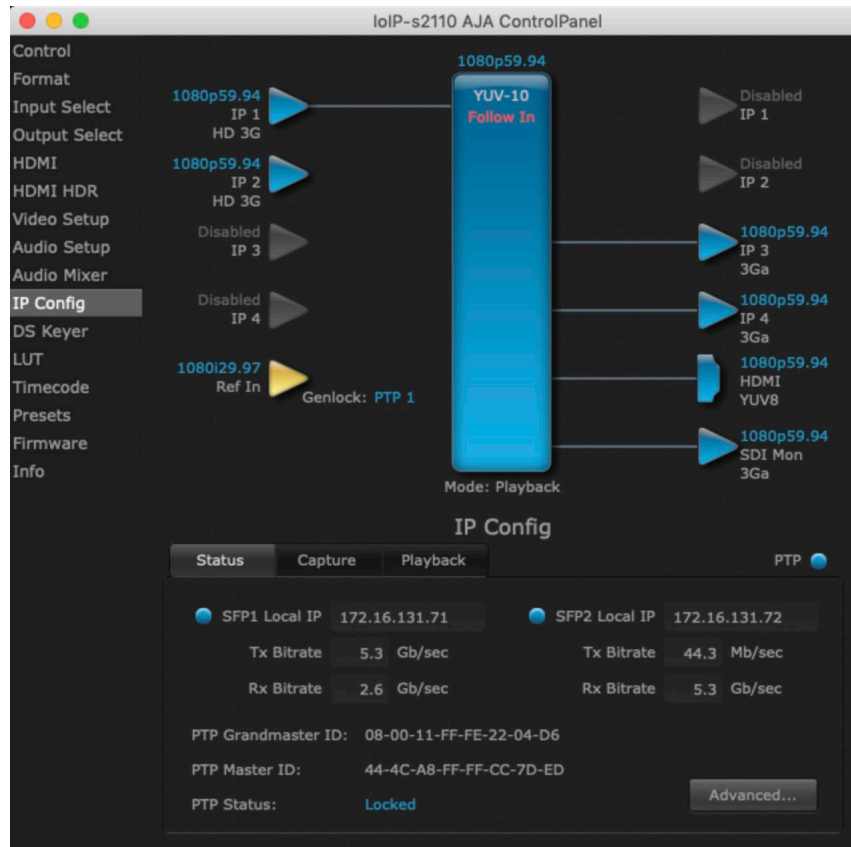 IoIP-s2110 AJA ControlPanel
Control
Format
Input Select
Output Select
HDMI
HDMI HDR
Video Setup
Audio Setup
Audio Mixer
IP Config
DS Keyer
LUT
Timecode
Presets
Firmware
Info
1080p59.94
IP 1
HD 3G
1080p59.94
IP 2
HD 3G
Disabled
IP 3
Disabled
IP 4
1080i29.97
Ref In
Genlock: PTP 1
1080p59.94
YUV-10
Follow In
Mode: Playback
Disabled
IP 1
Disabled
IP 2
1080p59.94
IP 3
3Ga
1080p59.94
IP 4
3Ga
1080p59.94
HDMI
YUV8
1080p59.94
SDI Mon
3Ga
IP Config
Status Capture Playback PTP
SFP1 Local IP 172.16.131.71 SFP2 Local IP 172.16.131.72
Tx Bitrate 5.3 Gb/sec Tx Bitrate 44.3 Mb/sec
Rx Bitrate 2.6 Gb/sec Rx Bitrate 5.3 Gb/sec
PTP Grandmaster ID: 08-00-11-FF-FE-22-04-D6
PTP Master ID: 44-4C-A8-FF-FF-CC-7D-ED
PTP Status: Locked
Advanced...